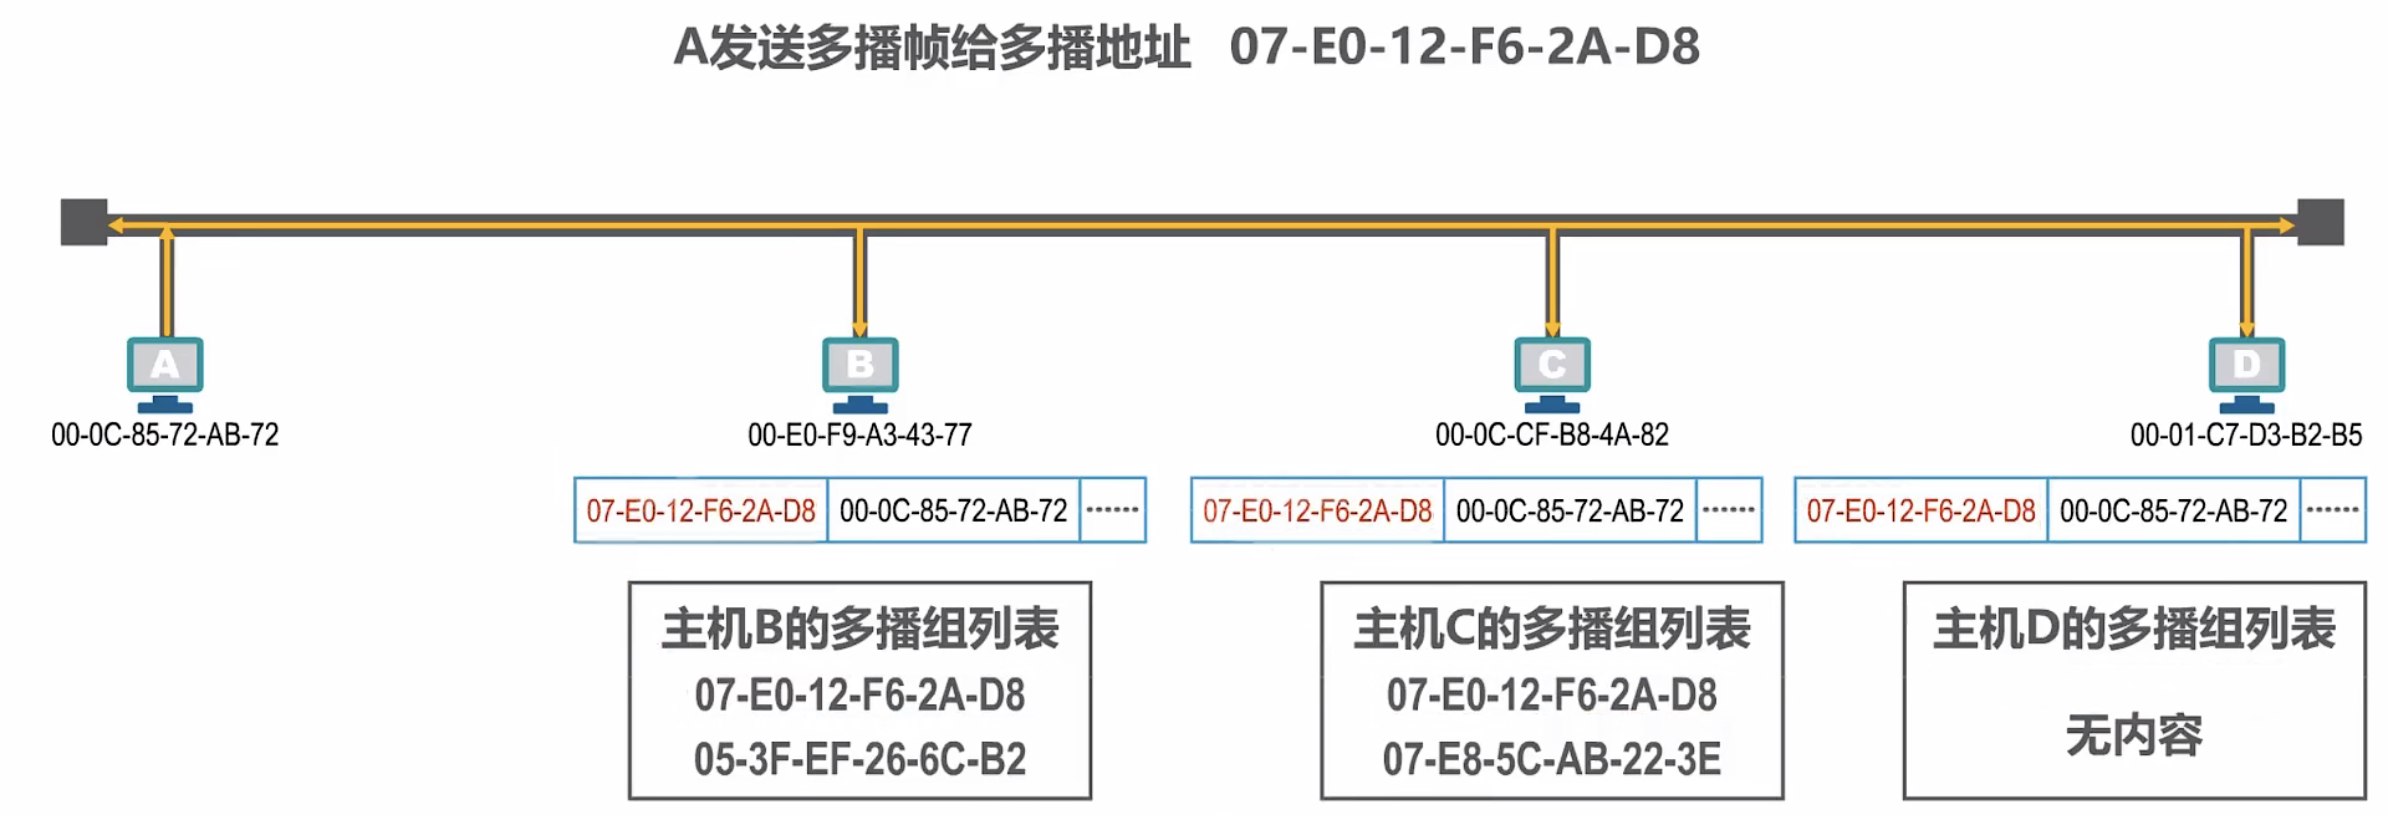 A发送多播帧给多播地址 07-E0-12-F6-2A-D8
A
B
C
D
00-0C-85-72-AB-72
00-E0-F9-A3-43-77
00-0C-CF-B8-4A-82
00-01-C7-D3-B2-B5
07-E0-12-F6-2A-D8 00-0C-85-72-AB-72 ······
07-E0-12-F6-2A-D8 00-0C-85-72-AB-72 ······
07-E0-12-F6-2A-D8 00-0C-85-72-AB-72 ······
主机B的多播组列表
07-E0-12-F6-2A-D8
05-3F-EF-26-6C-B2
主机C的多播组列表
07-E0-12-F6-2A-D8
07-E8-5C-AB-22-3E
主机D的多播组列表
无内容